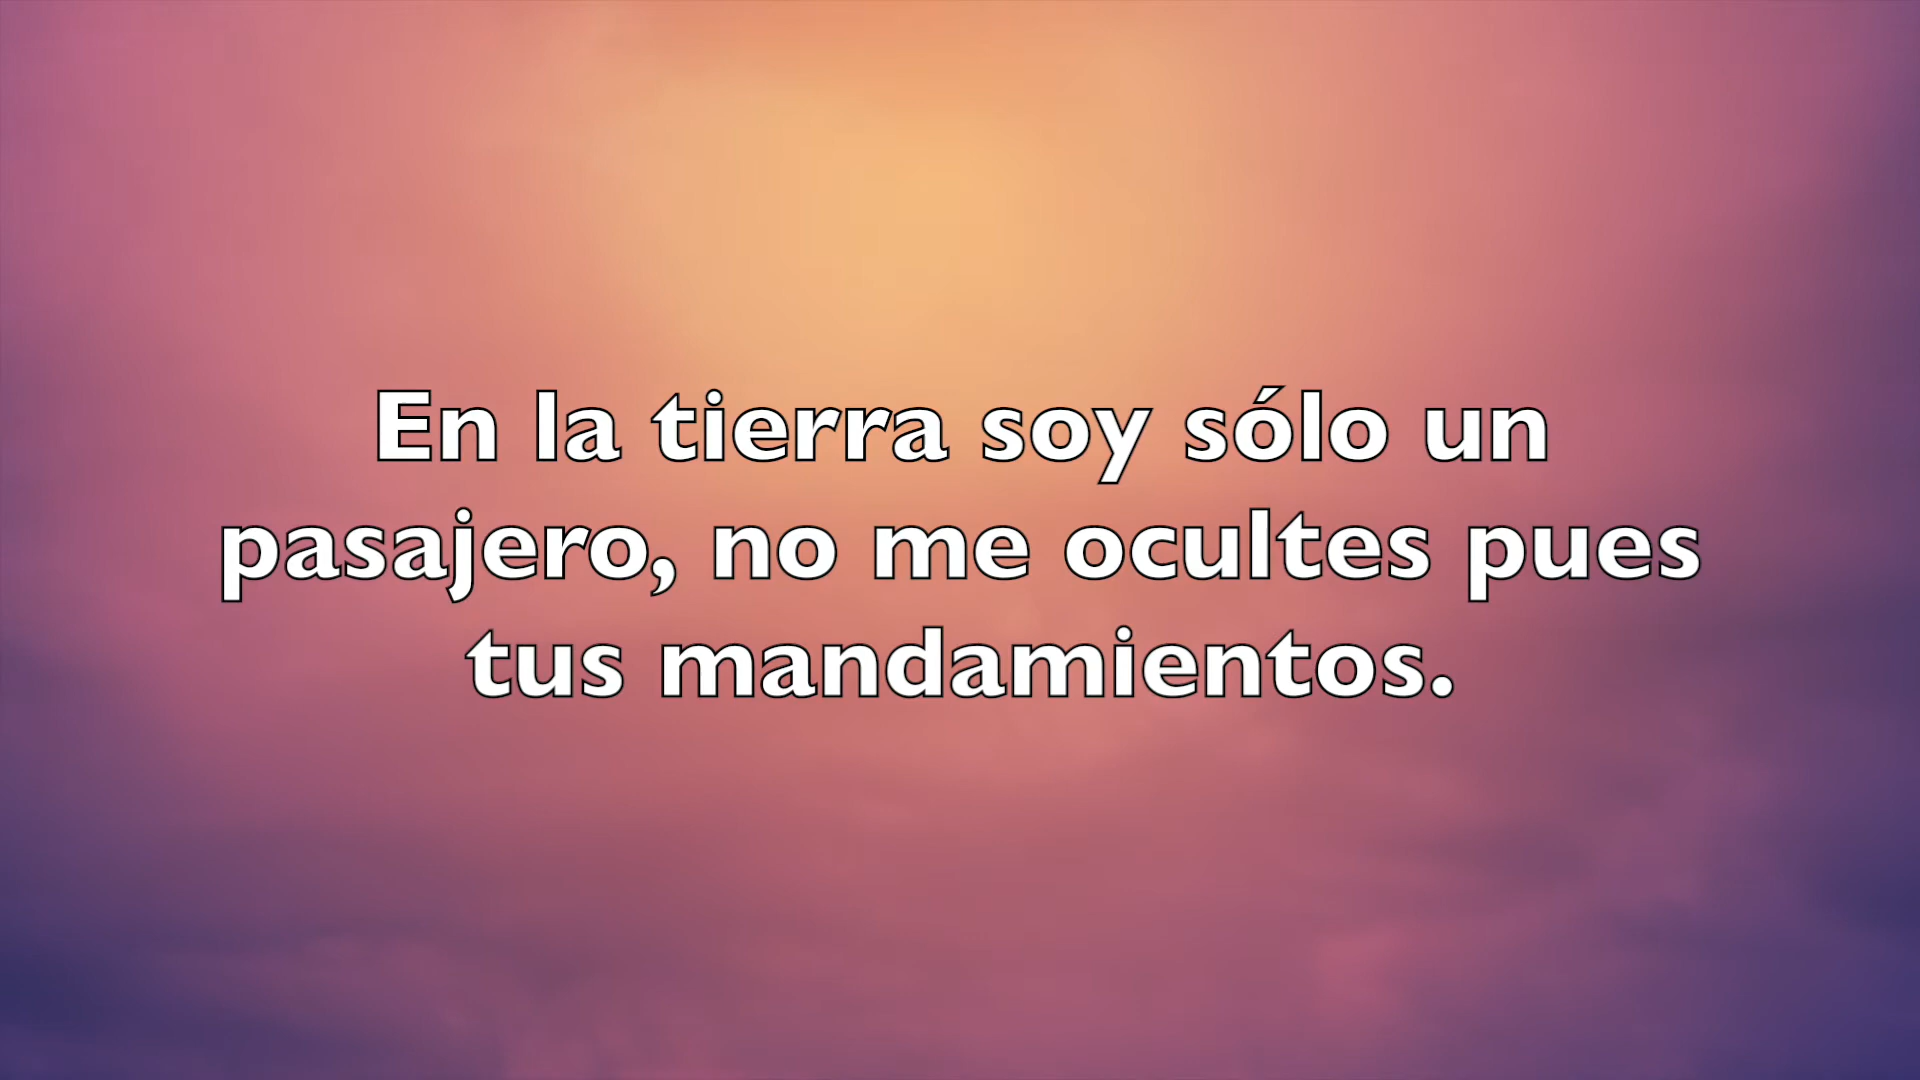 En la tierra soy sólo un
pasajero, no me ocultes pues
tus mandamientos.